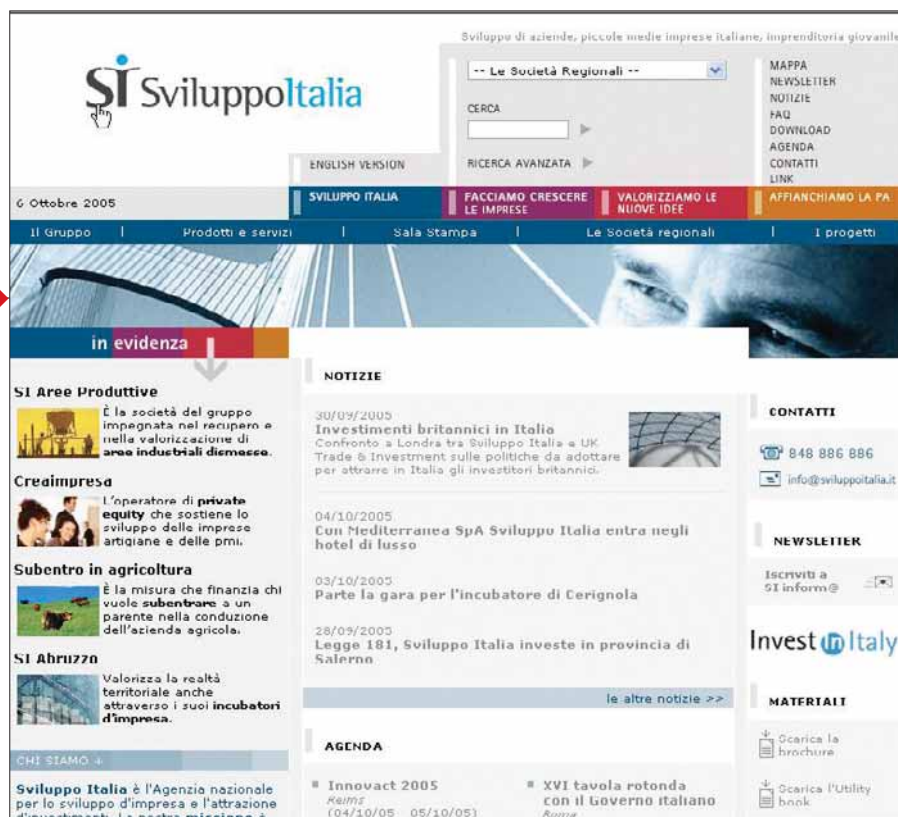 Sviluppo di aziende, piccole medie imprese italiane, imprenditoria giovanile
SI SviluppoItalia
-- Le Società Regionali --
CERCA
RICERCA AVANZATA
MAPPA
NEWSLETTER
NOTIZIE
FAQ
DOWNLOAD
AGENDA
CONTATTI
LINK
ENGLISH VERSION
6 Ottobre 2005
SVILUPPO ITALIA
FACCIAMO CRESCERE
LE IMPRESE
VALORIZZIAMO LE
NUOVE IDEE
AFFIANCHIAMO LA PA
Il Gruppo | Prodotti e servizi | Sala Stampa | Le Società regionali | I progetti
in evidenza
SI Aree Produttive
È la società del gruppo
impegnata nel recupero e
nella valorizzazione di
aree industriali dismesse.
Creaimpresa
L'operatore di private
equity che sostiene lo
sviluppo delle imprese
artigiane e delle pmi.
Subentro in agricoltura
È la misura che finanzia chi
vuole subentrare a un
parente nella conduzione
dell'azienda agricola.
SI Abruzzo
Valorizza la realtà
territoriale anche
attraverso i suoi incubatori
d'impresa.
CHI SIAMO
Sviluppo Italia è l'Agenzia nazionale
per lo sviluppo d'impresa e l'attrazione
d'investimenti. La nostra missione è
NOTIZIE
30/09/2005
Investimenti britannici in Italia
Confronto a Londra tra Sviluppo Italia e UK
Trade & Investment sulle politiche da adottare
per attrarre in Italia gli investitori britannici.
04/10/2005
Con Mediterranea SpA Sviluppo Italia entra negli
hotel di lusso
03/10/2005
Parte la gara per l'incubatore di Cerignola
28/09/2005
Legge 181, Sviluppo Italia investe in provincia di
Salerno
le altre notizie >>
AGENDA
Innovact 2005
Reims
(04/10/05 05/10/05)
XVI tavola rotonda
con il Governo italiano
Roma
CONTATTI
848 886 886
info@sviluppoitalia.it
NEWSLETTER
Iscriviti a
SI inform@
Invest in Italy
MATERIALI
Scarica la
brochure
Scarica l'Utility
book